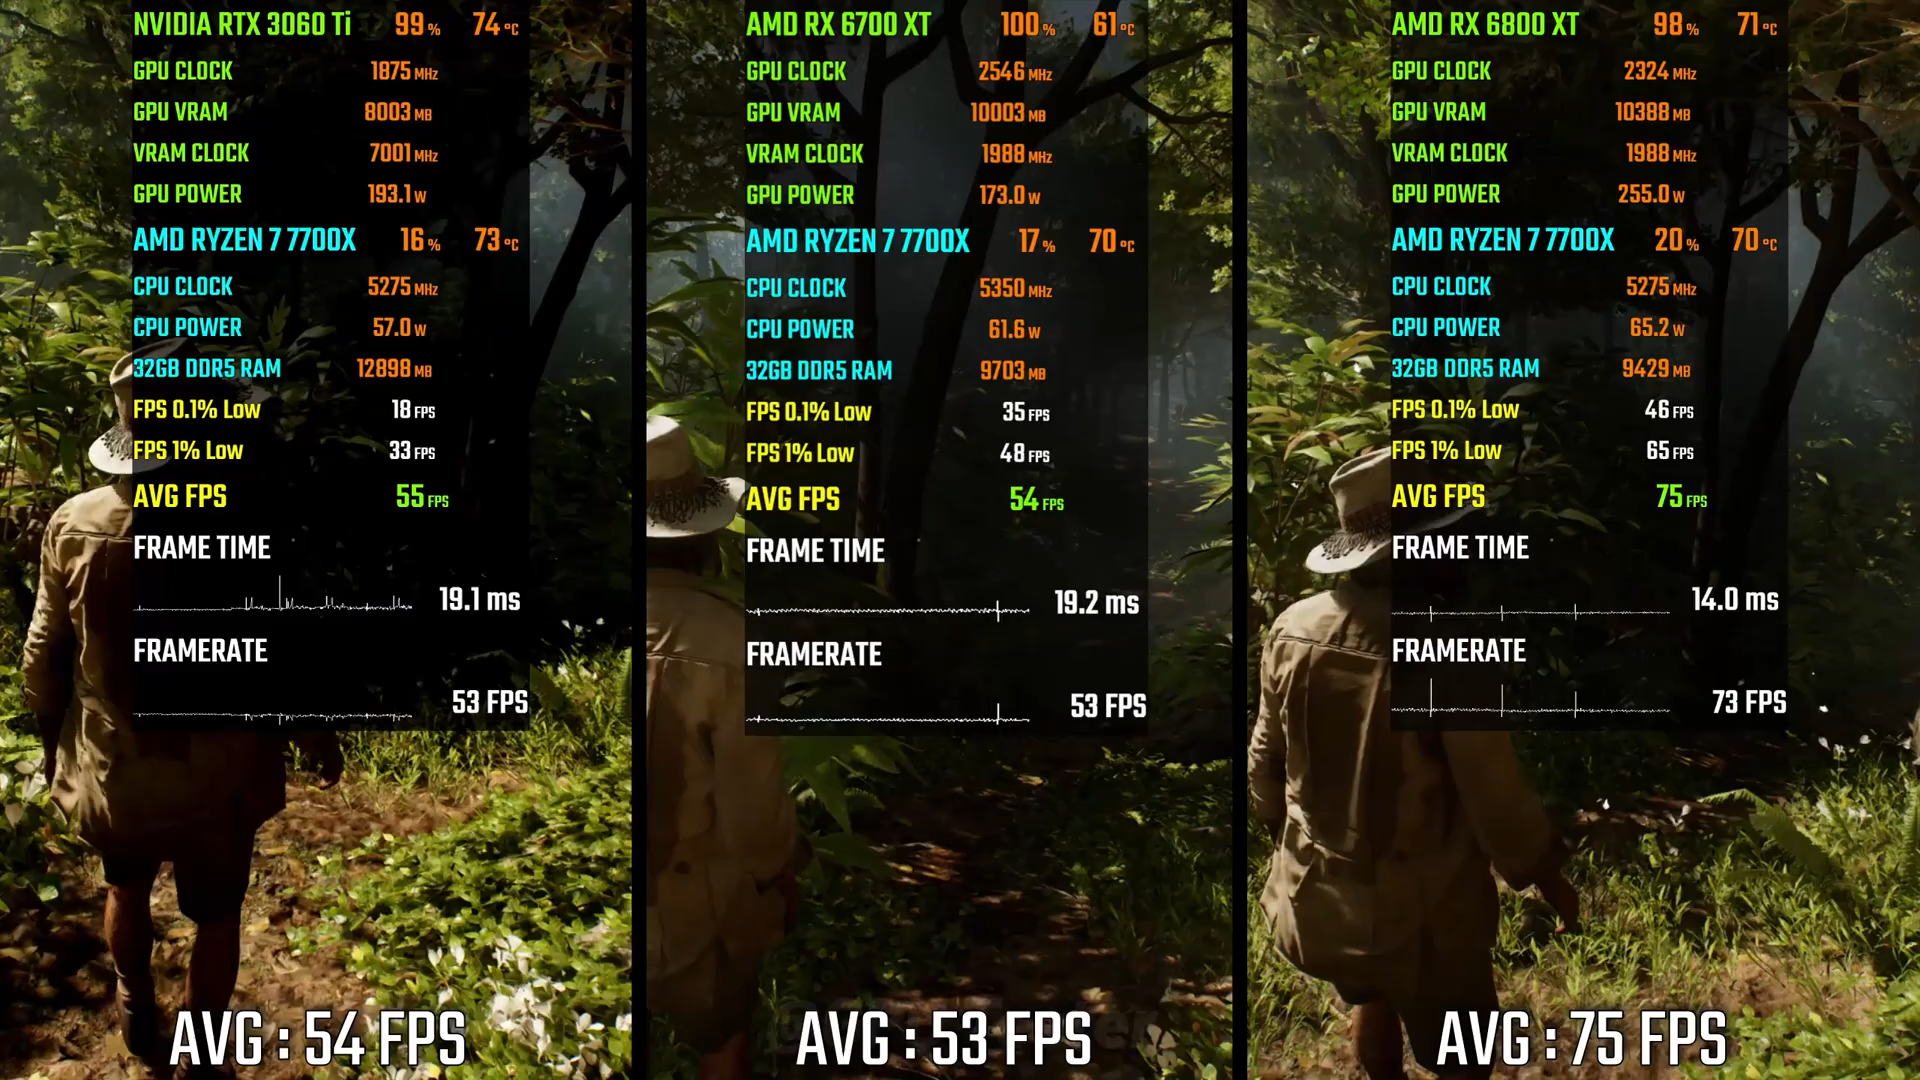 NVIDIA RTX 3060 Ti 99 % 74 °C
GPU CLOCK 1875 MHz
GPU VRAM 8003 MB
VRAM CLOCK 7001 MHz
GPU POWER 193.1 W
AMD RYZEN 7 7700X 16 % 73 °C
CPU CLOCK 5275 MHz
CPU POWER 57.0 W
32GB DDR5 RAM 12898 MB
FPS 0.1% Low 18 FPS
FPS 1% Low 33 FPS
AVG FPS 55 FPS
FRAME TIME
19.1 ms
FRAMERATE
53 FPS
AVG : 54 FPS
AMD RX 6700 XT 100 % 61 °C
GPU CLOCK 2546 MHz
GPU VRAM 10003 MB
VRAM CLOCK 1988 MHz
GPU POWER 173.0 W
AMD RYZEN 7 7700X 17 % 70 °C
CPU CLOCK 5350 MHz
CPU POWER 61.6 W
32GB DDR5 RAM 9703 MB
FPS 0.1% Low 35 FPS
FPS 1% Low 48 FPS
AVG FPS 54 FPS
FRAME TIME
19.2 ms
FRAMERATE
53 FPS
AVG : 53 FPS
AMD RX 6800 XT 98 % 71 °C
GPU CLOCK 2324 MHz
GPU VRAM 10388 MB
VRAM CLOCK 1988 MHz
GPU POWER 255.0 W
AMD RYZEN 7 7700X 20 % 70 °C
CPU CLOCK 5275 MHz
CPU POWER 65.2 W
32GB DDR5 RAM 9429 MB
FPS 0.1% Low 46 FPS
FPS 1% Low 65 FPS
AVG FPS 75 FPS
FRAME TIME
14.0 ms
FRAMERATE
73 FPS
AVG : 75 FPS